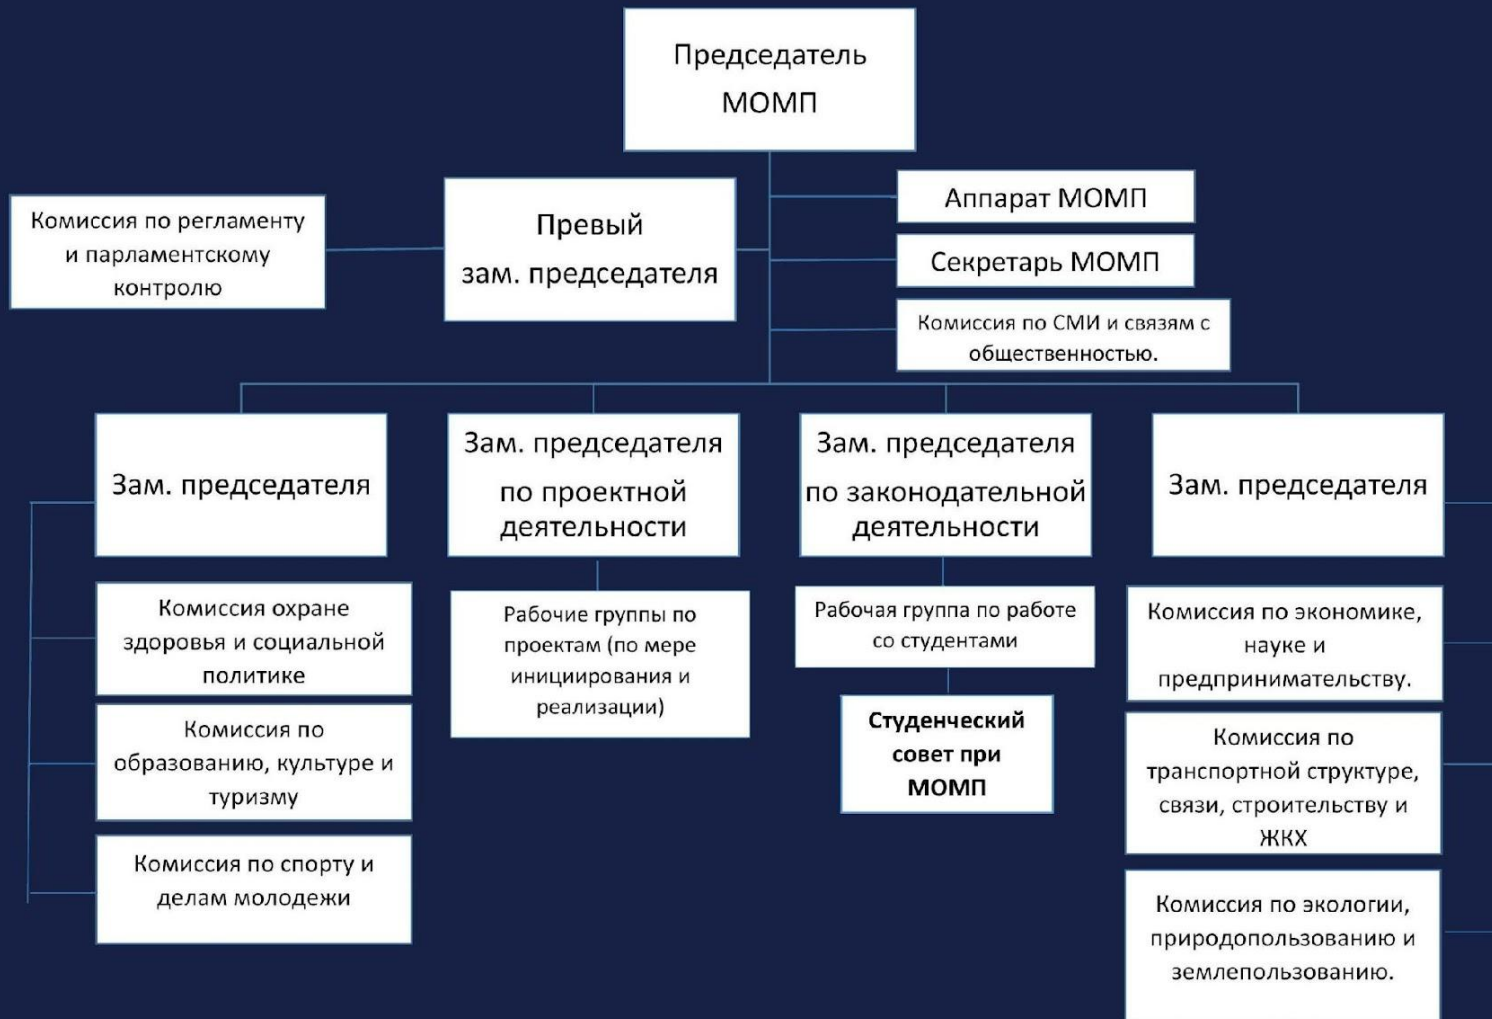 Председатель
МОМП
Комиссия по регламенту
и парламентскому
контролю
Превый
зам. председателя
Аппарат МОМП
Секретарь МОМП
Комиссия по СМИ и связям с
общественностью.
Зам. председателя
Зам. председателя
по проектной
деятельности
Зам. председателя
по законодательной
деятельности
Зам. председателя
Комиссия охране
здоровья и социальной
политике
Комиссия по
образованию, культуре и
туризму
Комиссия по спорту и
делам молодежи
Рабочие группы по
проектам (по мере
инициирования и
реализации)
Рабочая группа по работе
со студентами
Студенческий
совет при
МОМП
Комиссия по экономике,
науке и
предпринимательству.
Комиссия по
транспортной структуре,
связи, строительству и
ЖКХ
Комиссия по экологии,
природопользованию и
землепользованию.